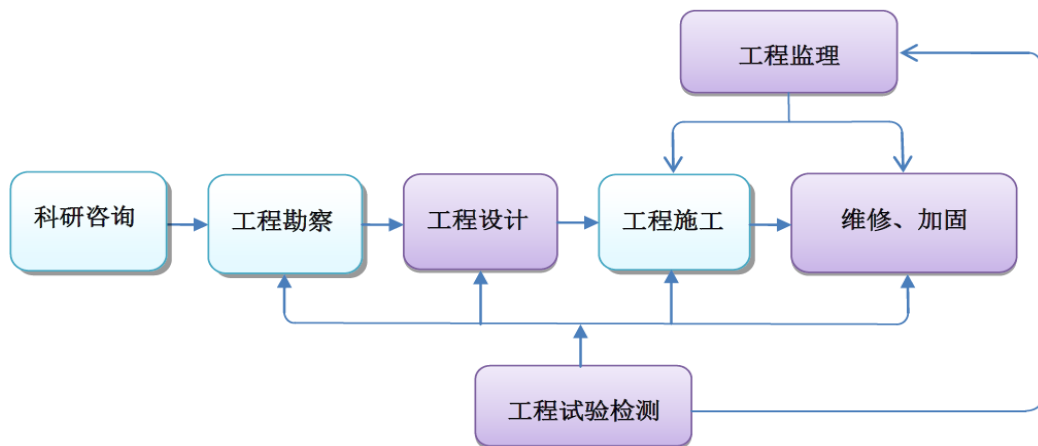 工程监理
科研咨询
工程勘察
工程设计
工程施工
维修、加固
工程试验检测